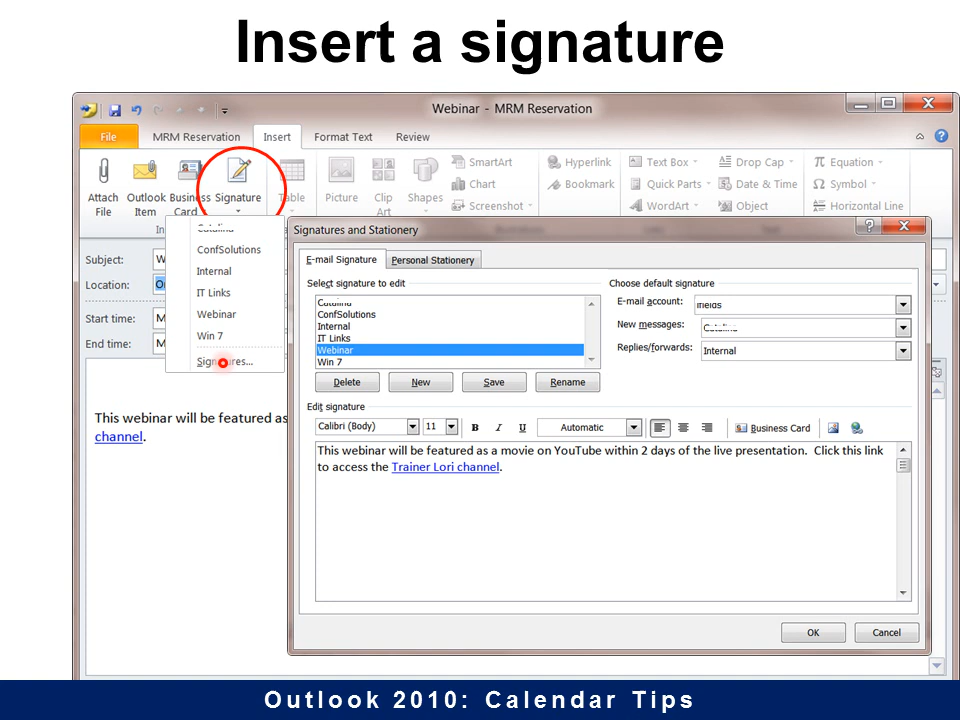 Insert a signature
Webinar - MRM Reservation
File MRM Reservation Insert Format Text Review
Attach File
Outlook Item
Business Card
Signature
Table
Picture
Clip Art
Shapes
SmartArt
Chart
Screenshot
Hyperlink
Bookmark
Text Box
Quick Parts
WordArt
Drop Cap
Date & Time
Object
Equation
Symbol
Horizontal Line
Subject: W
Location:
Start time: M
End time: M
ConfSolutions
Internal
IT Links
Webinar
Win 7
This webinar will be featured as
channel.
Signatures and Stationery
E-mail Signature Personal Stationery
Select signature to edit
ConfSolutions
Internal
IT Links
Webinar
Win 7
Delete New Save Rename
Choose default signature
E-mail account:
New messages:
Replies/forwards: Internal
Edit signature
Calibri (Body) 11 B I U Automatic Business Card
This webinar will be featured as a movie on YouTube within 2 days of the live presentation. Click this link
to access the Trainer Lori channel.
OK Cancel
Outlook 2010: Calendar Tips